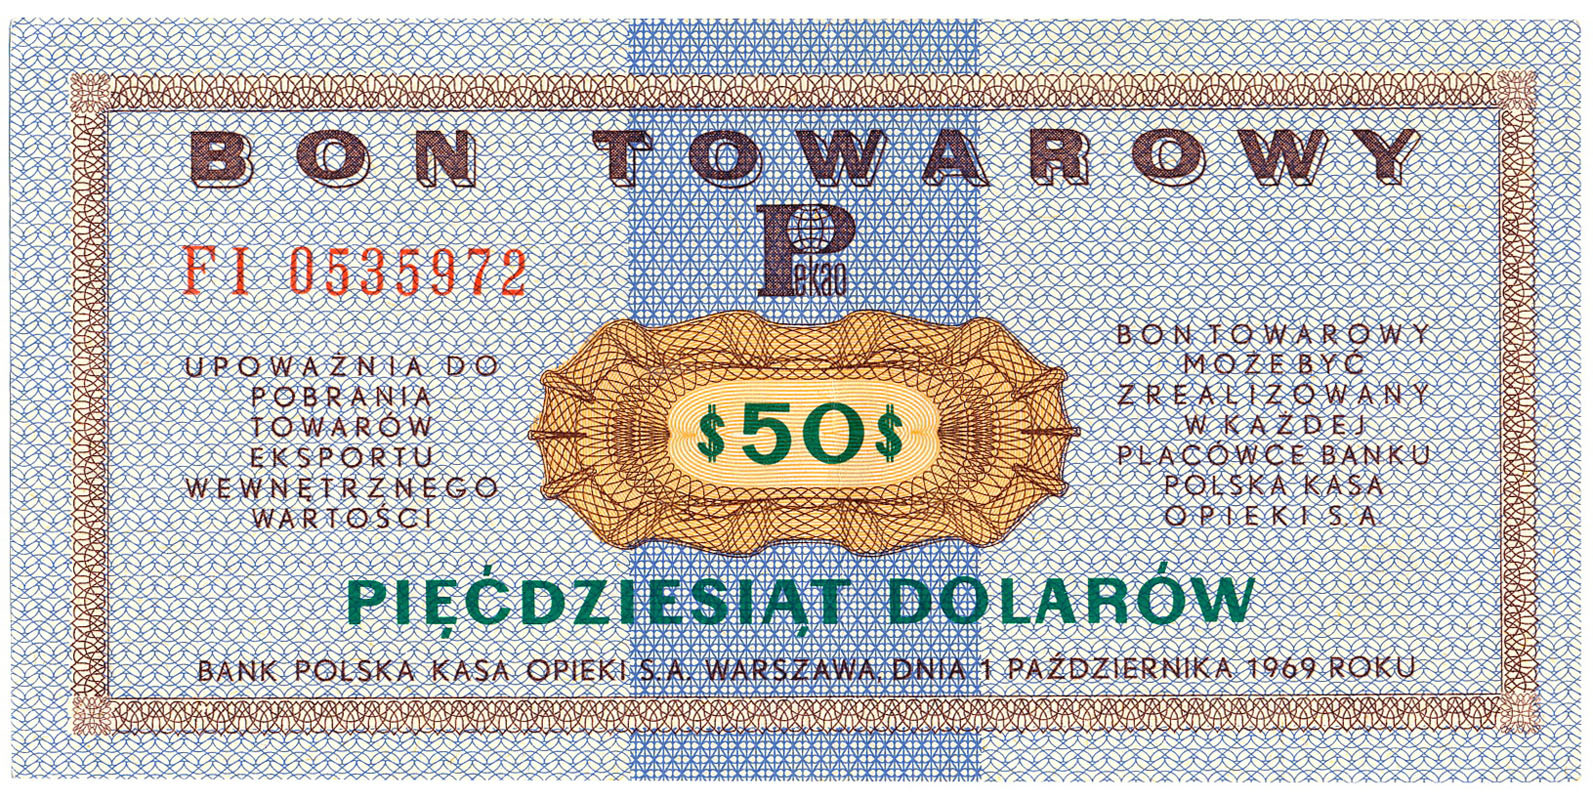 BON TOWAROWY
Pekao
FI 0535972
UPOWAŻNIA DO
POBRANIA
TOWARÓW
EKSPORTU
WEWNĘTRZNEGO
WARTOŚCI
$50$
BON TOWAROWY
MOŻE BYĆ
ZREALIZOWANY
W KAŻDEJ
PLACÓWCE BANKU
POLSKA KASA
OPIEKI S.A.
PIĘĆDZIESIĄT DOLARÓW
BANK POLSKA KASA OPIEKI S.A. WARSZAWA, DNIA 1 PAŹDZIERNIKA 1969 ROKU